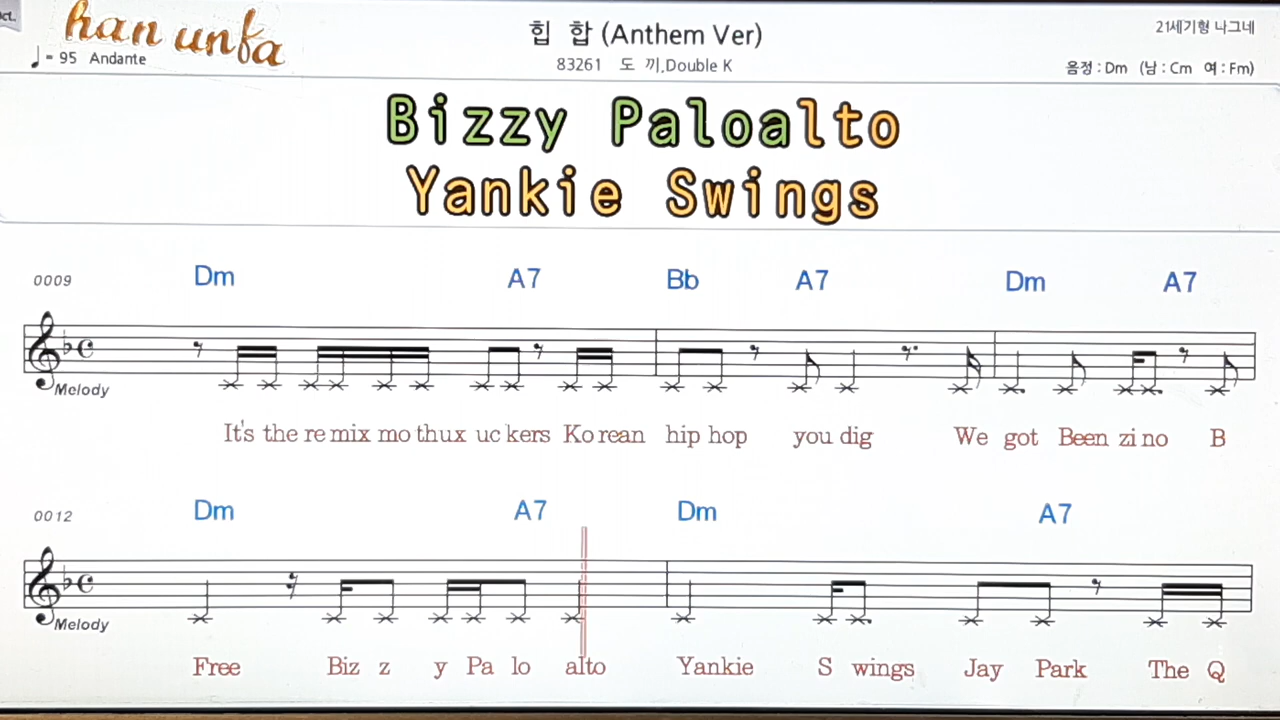 ct.
han unfa
힙 합 (Anthem Ver)
21세기형 나그네
♩= 95 Andante
83261 도 끼,Double K
음정 : Dm (남 : Cm 여 : Fm)
Bizzy Paloalto
Yankie Swings
0009 Dm A7 Bb A7 Dm A7
Melody
It's the re mix mo thux uc kers Ko rean hip hop you dig We got Been zi no B
0012 Dm A7 Dm A7
Melody
Free Biz z y Pa lo alto Yankie S wings Jay Park The Q